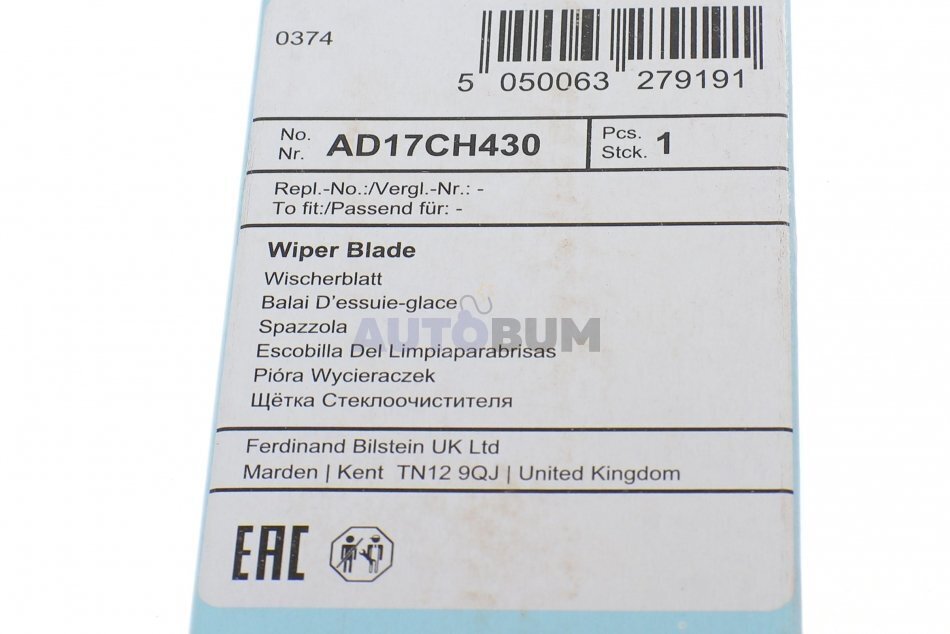 0374
5 050063 279191
No.
Nr. AD17CH430
Pcs.
Stck. 1
Repl.-No.:/Vergl.-Nr.: -
To fit:/Passend für: -
Wiper Blade
Wischerblatt
Balai D'essuie-glace
Spazzola
AUTOBUM
Escobilla Del Limpiaparabrisas
Pióra Wycieraczek
Щётка Стеклоочистителя
Ferdinand Bilstein UK Ltd
Marden | Kent TN12 9QJ | United Kingdom
EAC